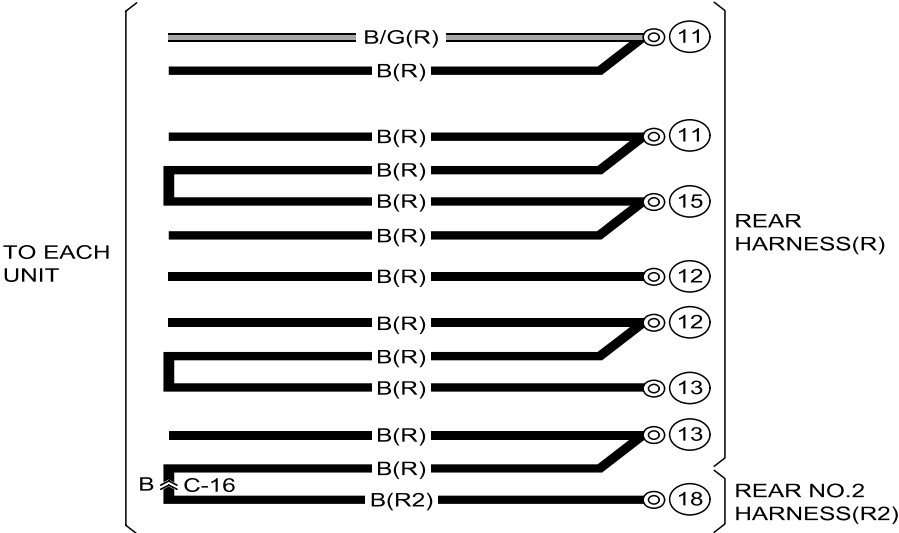 B/G(R) 11
B(R)
B(R) 11
B(R)
B(R) 15
B(R)
TO EACH
UNIT
REAR
HARNESS(R)
B(R) 12
B(R) 12
B(R)
B(R) 13
B(R) 13
B(R)
B C-16
B(R2) 18
REAR NO.2
HARNESS(R2)